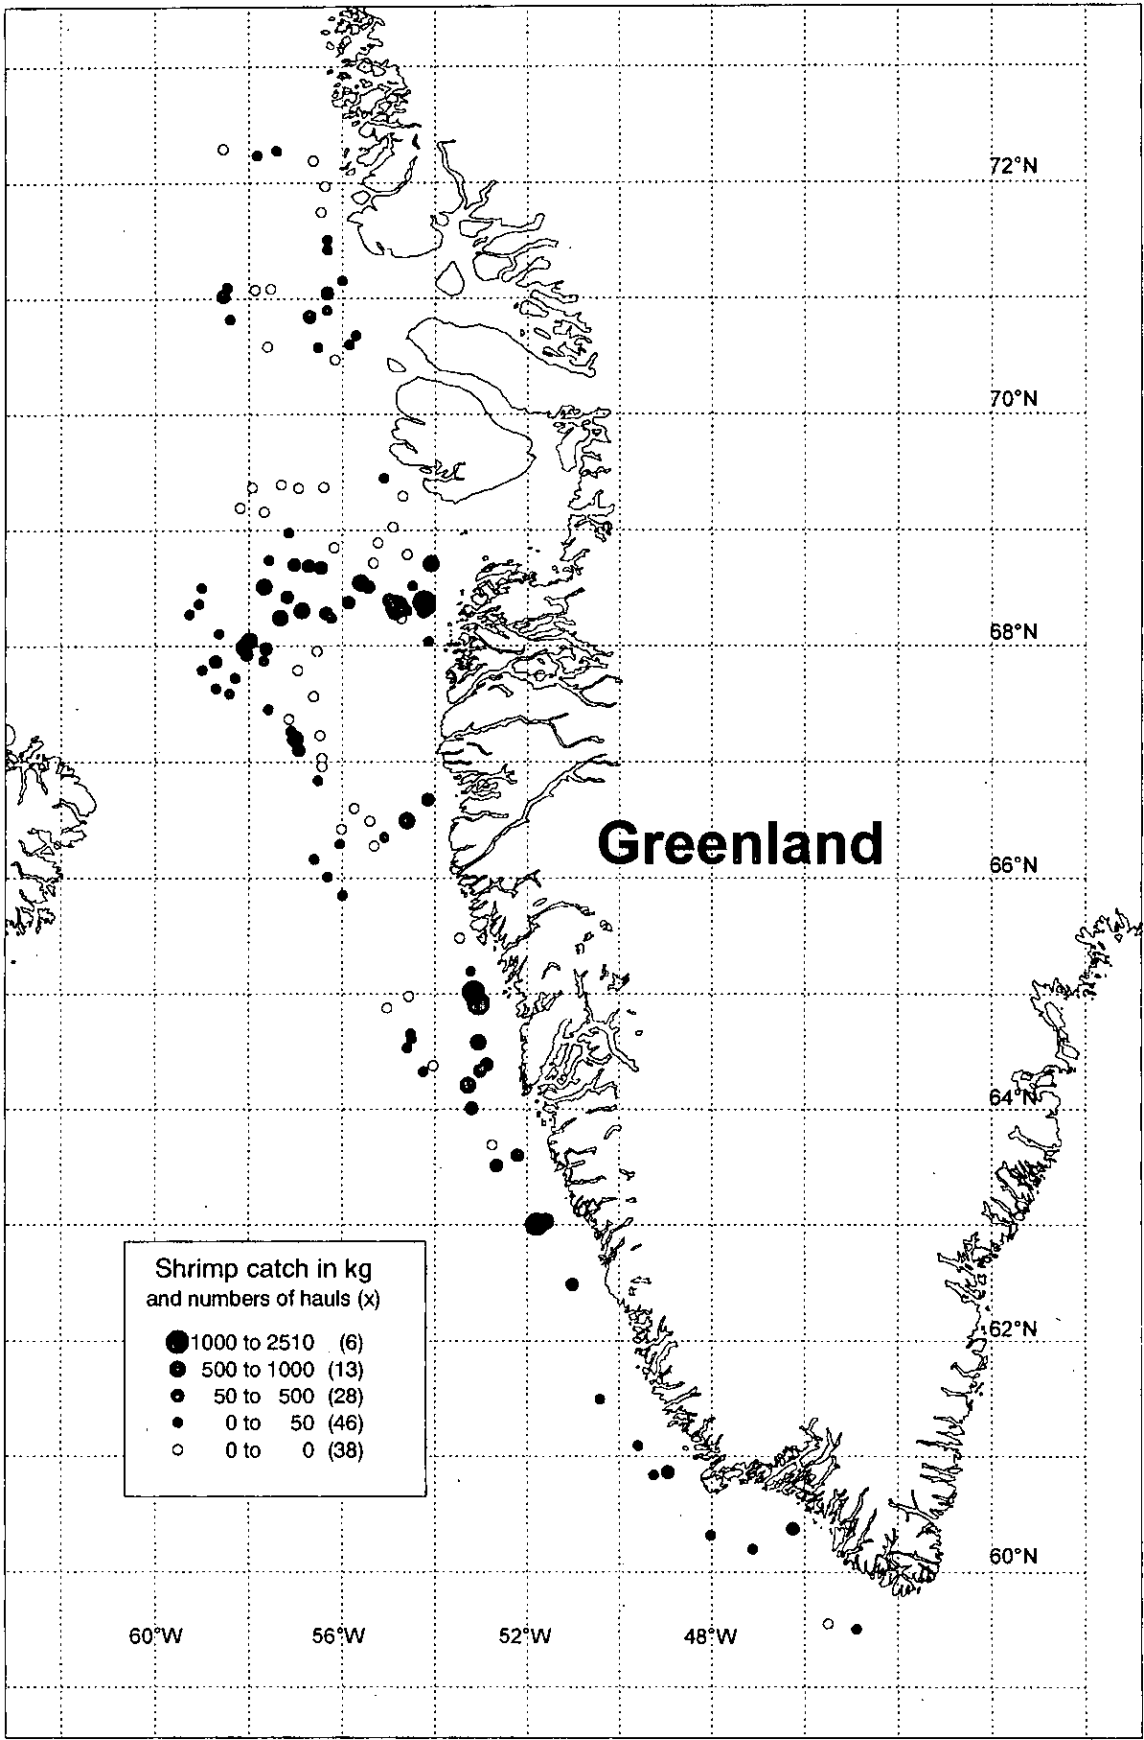 72°N
70°N
68°N
Greenland
66°N
64°N
Shrimp catch in kg
and numbers of hauls (x)
1000 to 2510 (6)
500 to 1000 (13)
50 to 500 (28)
0 to 50 (46)
0 to 0 (38)
62°N
60°N
60°W 56°W 52°W 48°W